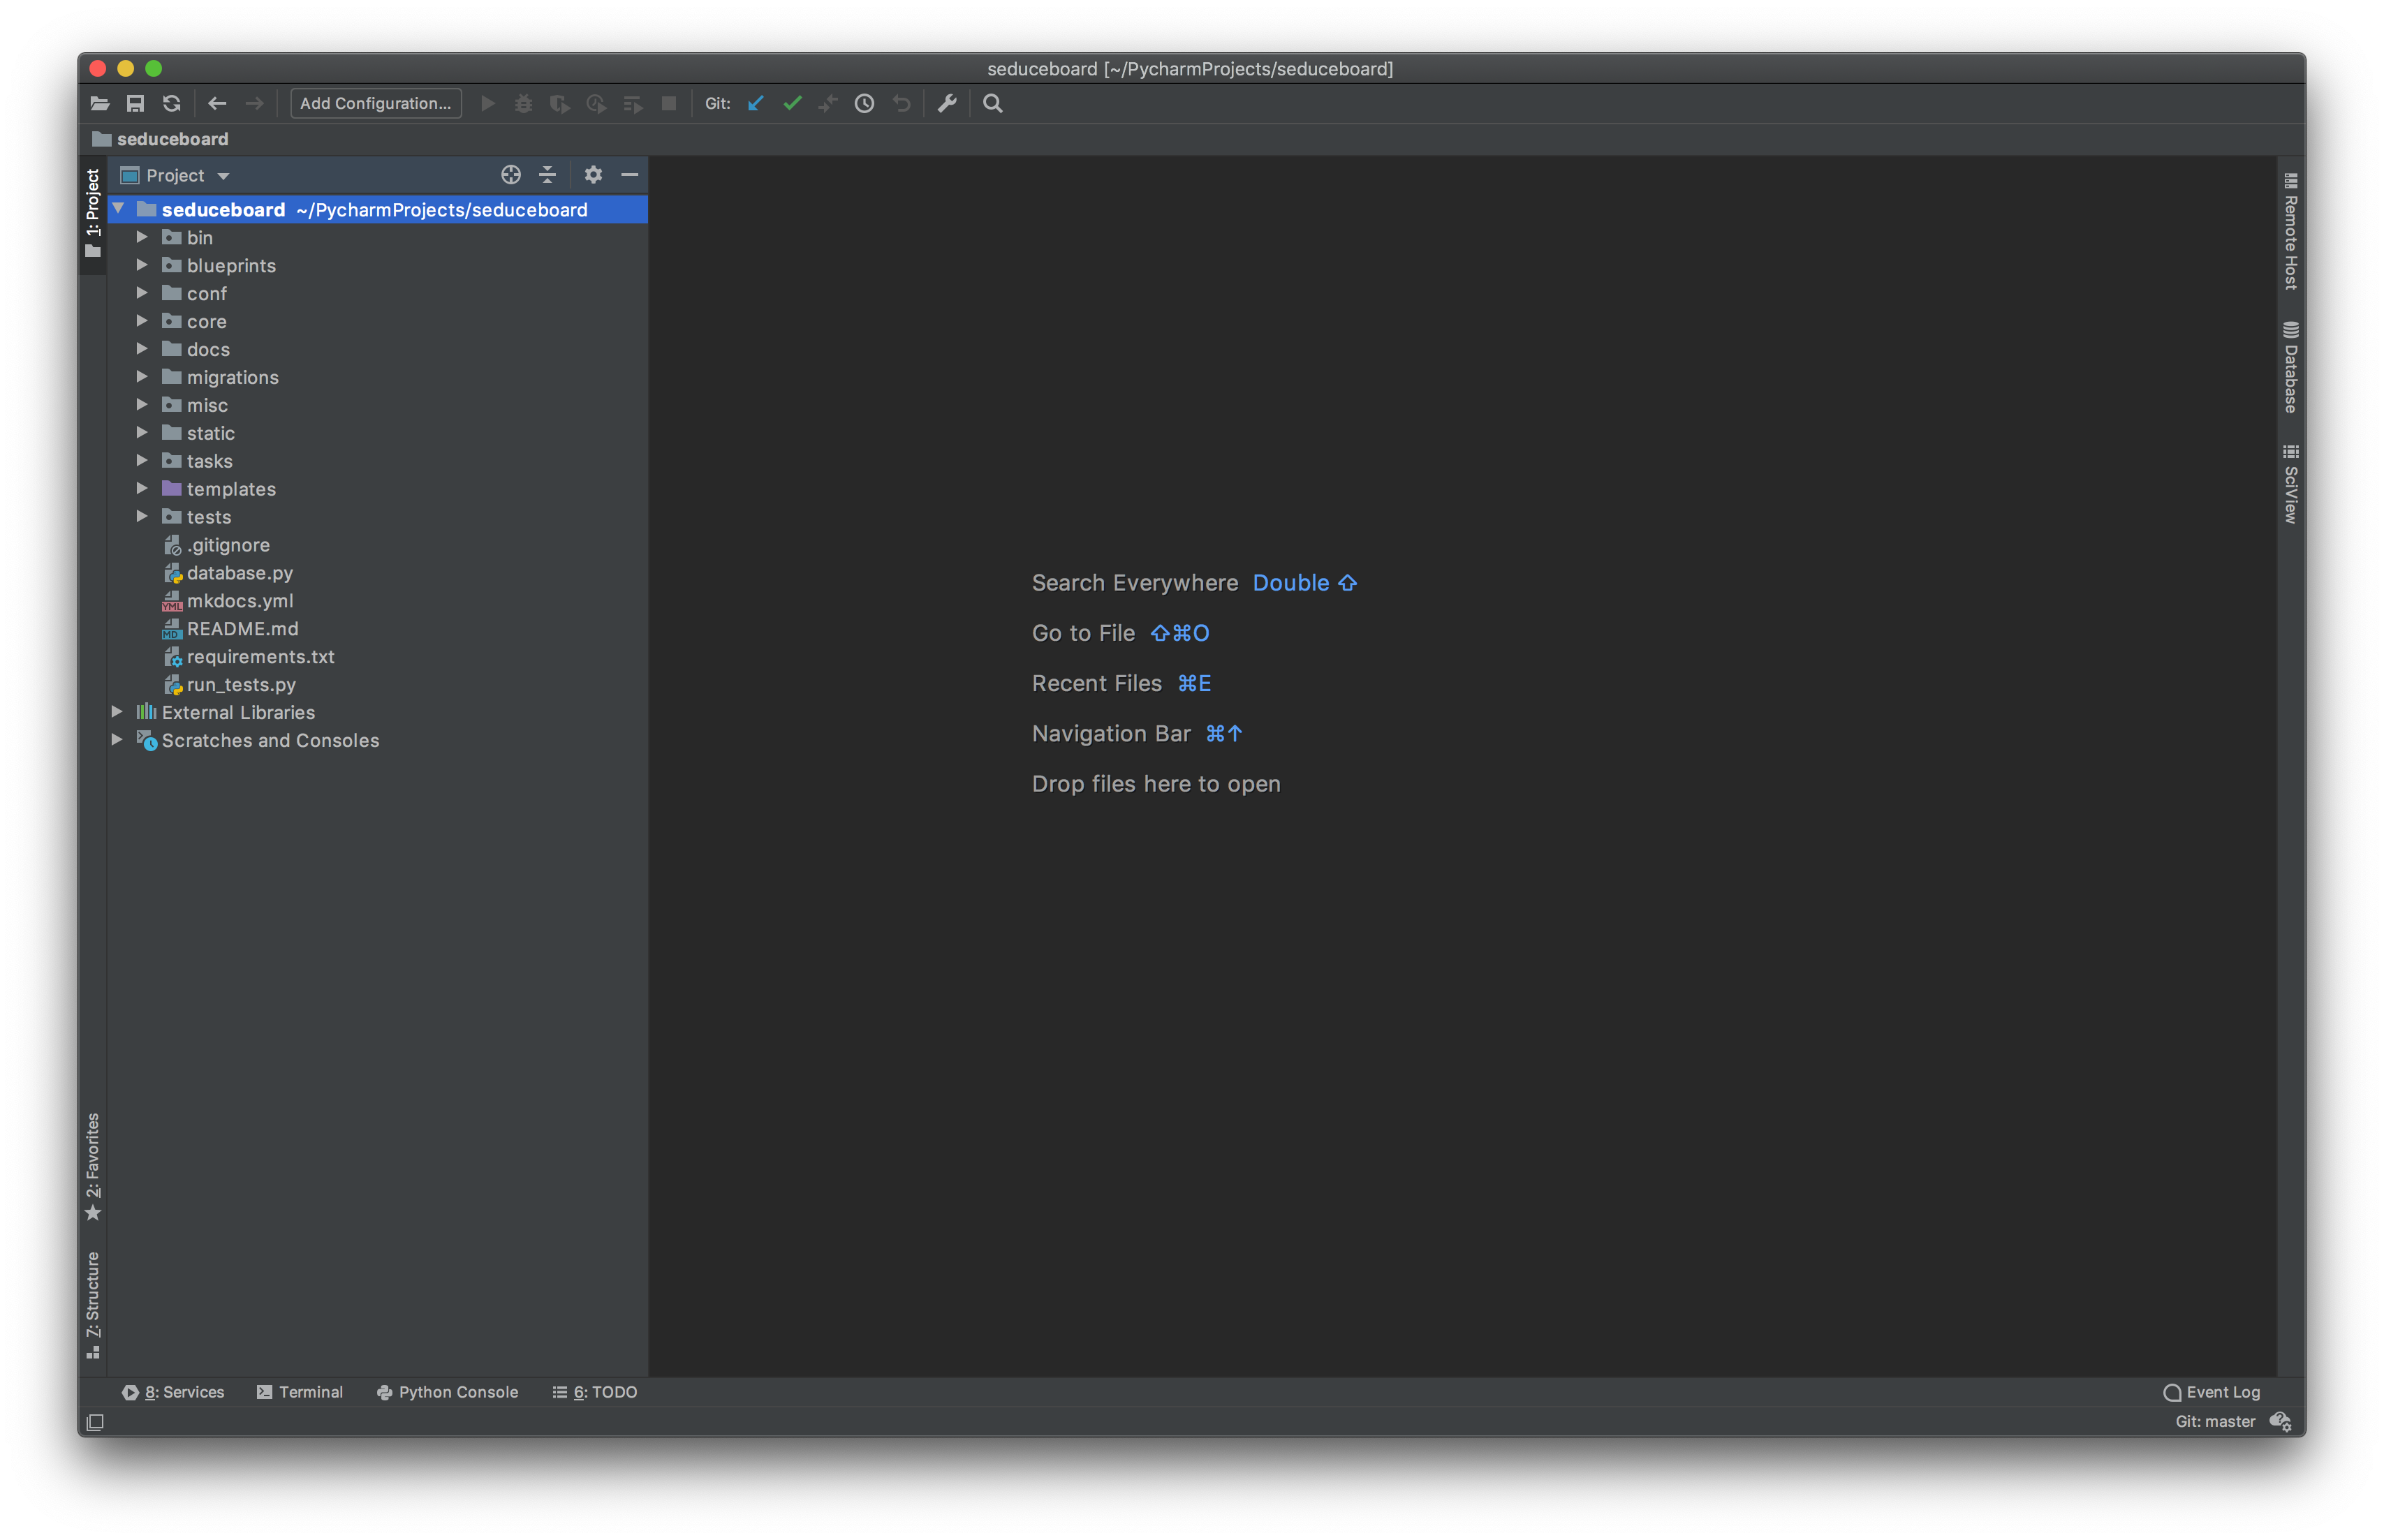 seduceboard [~/PycharmProjects/seduceboard]
Add Configuration...
Git:
seduceboard
1: Project
Project
seduceboard ~/PycharmProjects/seduceboard
bin
blueprints
conf
core
docs
migrations
misc
static
tasks
templates
tests
.gitignore
database.py
YML mkdocs.yml
MD README.md
requirements.txt
run_tests.py
External Libraries
Scratches and Consoles
Search Everywhere Double ⇧
Go to File ⇧⌘O
Recent Files ⌘E
Navigation Bar ⌘↑
Drop files here to open
Remote Host
Database
SciView
2: Favorites
Z: Structure
8: Services
Terminal
Python Console
6: TODO
Event Log
Git: master